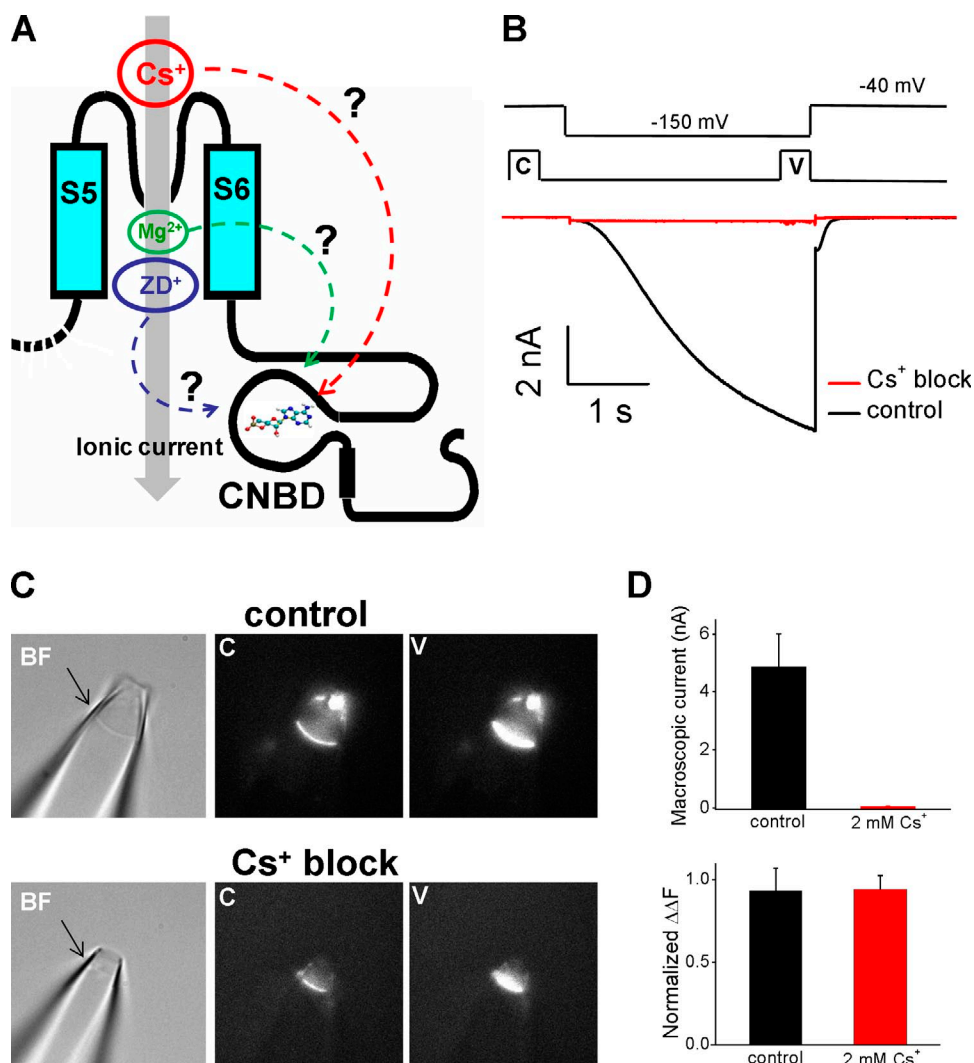 A
Cs⁺
?
S5
S6
Mg²⁺
?
ZD⁺
?
Ionic current
CNBD
B
-40 mV
-150 mV
C
V
2 nA
1 s
Cs⁺ block
control
C
control
BF
C
V
Cs⁺ block
BF
C
V
D
Macroscopic current (nA)
6
4
2
0
control
2 mM Cs⁺
Normalized ΔΔF
1.0
0.5
0.0
control
2 mM Cs⁺